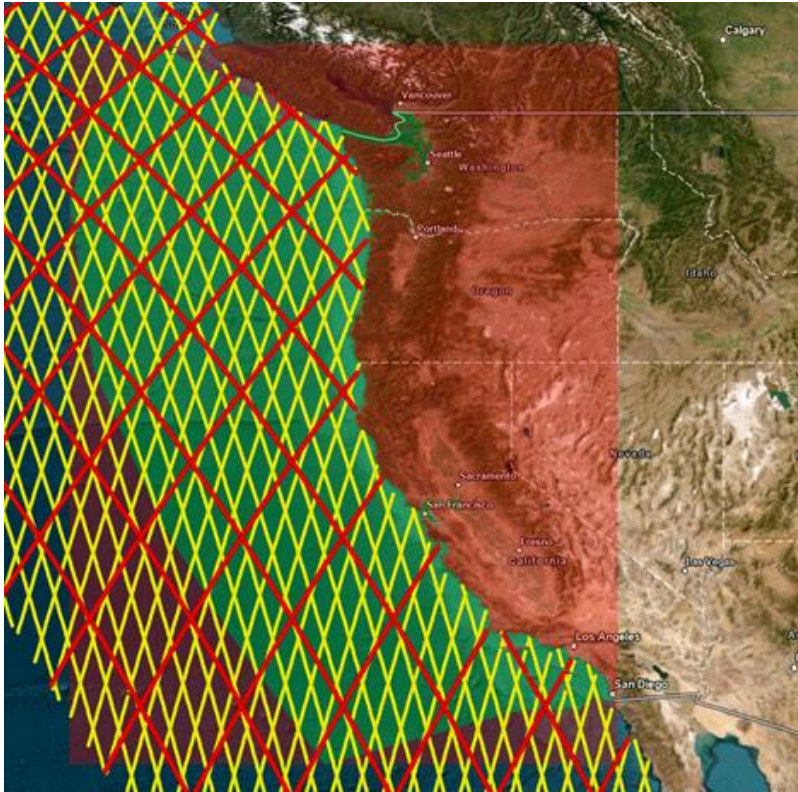 Calgary
Vancouver
Seattle
Washington
Portland
Idaho
Oregon
Nevada
Sacramento
San Francisco
Fresno
California
Las Vegas
Los Angeles
San Diego